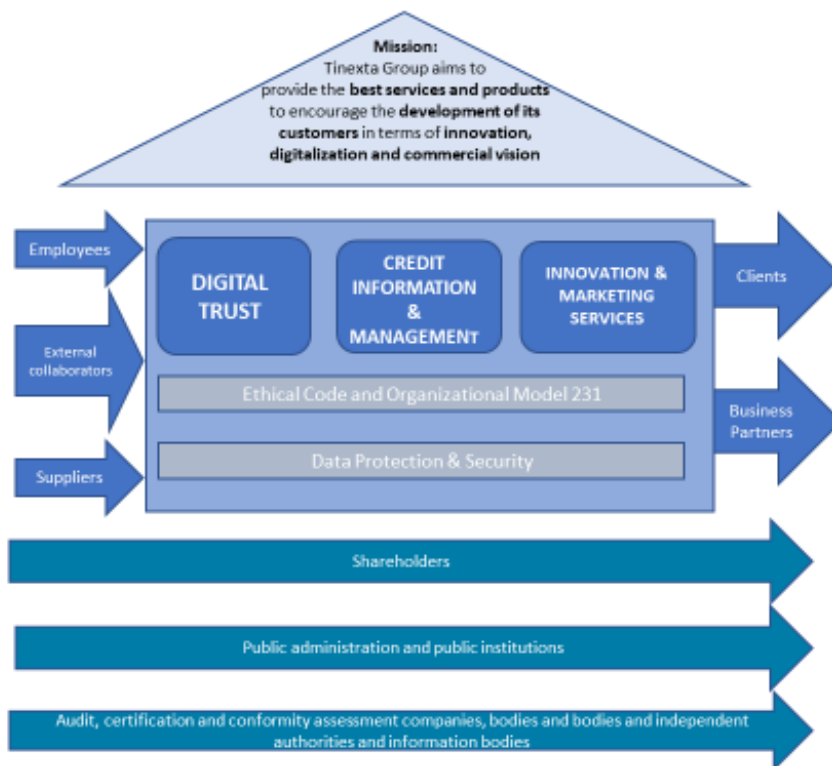 Mission:
Tinexta Group aims to
provide the best services and products
to encourage the development of its
customers in terms of innovation,
digitalization and commercial vision
Employees
External
collaborators
Suppliers
DIGITAL
TRUST
CREDIT
INFORMATION
&
MANAGEMENT
INNOVATION &
MARKETING
SERVICES
Ethical Code and Organizational Model 231
Data Protection & Security
Clients
Business
Partners
Shareholders
Public administration and public institutions
Audit, certification and conformity assessment companies, bodies and bodies and independent
authorities and information bodies